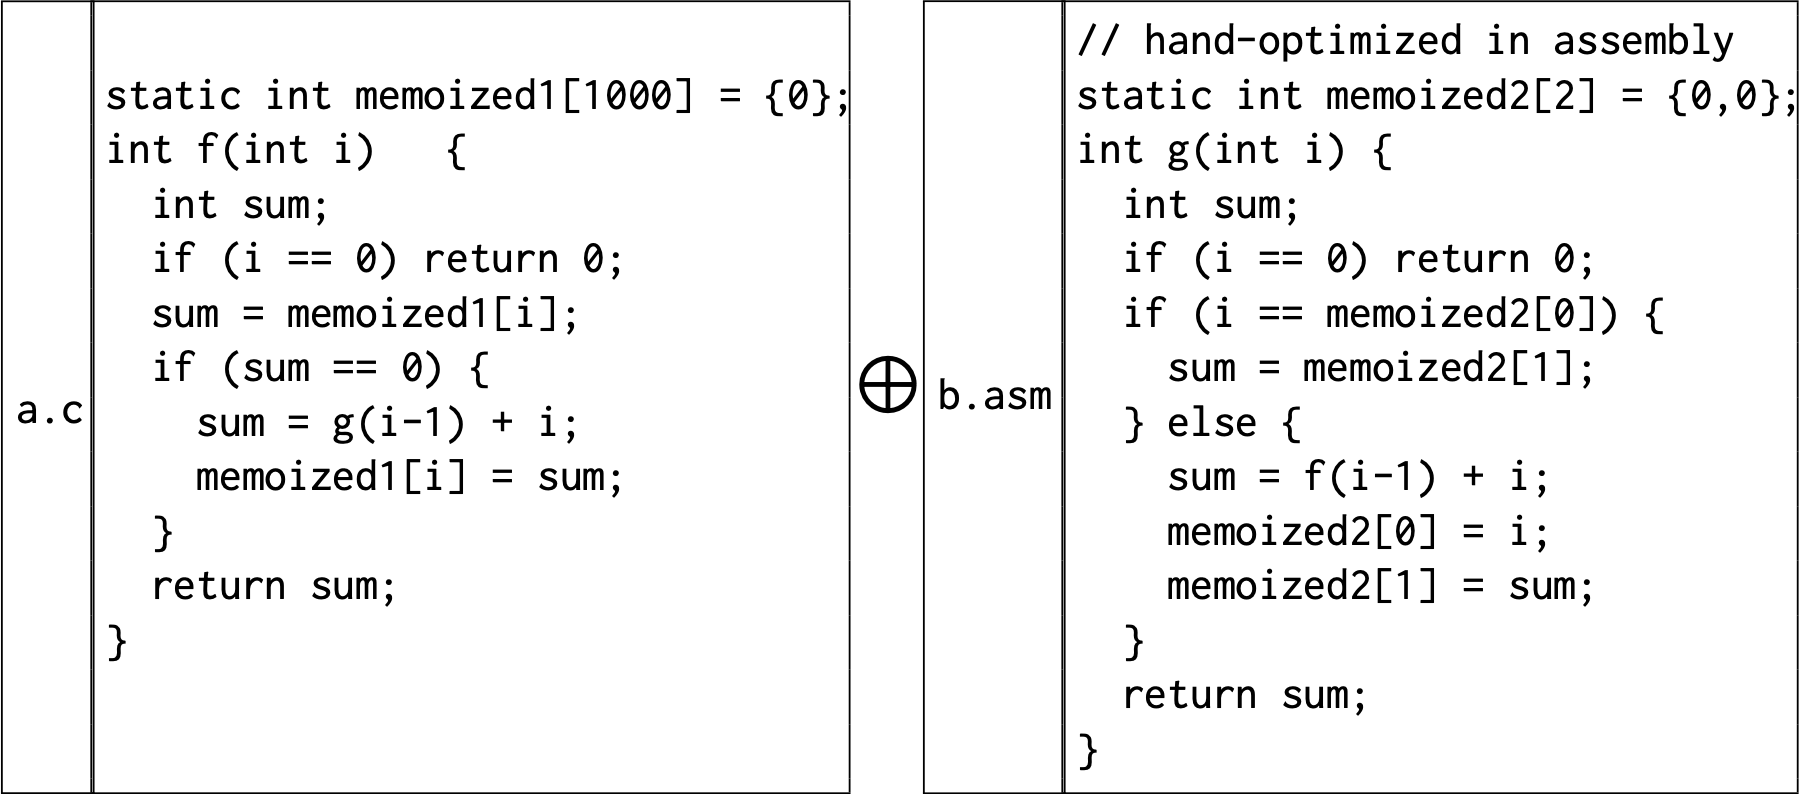 a.c
static int memoized1[1000] = {0};
int f(int i)   {
  int sum;
  if (i == 0) return 0;
  sum = memoized1[i];
  if (sum == 0) {
    sum = g(i-1) + i;
    memoized1[i] = sum;
  }
  return sum;
}
⊕
b.asm
// hand-optimized in assembly
static int memoized2[2] = {0,0};
int g(int i) {
  int sum;
  if (i == 0) return 0;
  if (i == memoized2[0]) {
    sum = memoized2[1];
  } else {
    sum = f(i-1) + i;
    memoized2[0] = i;
    memoized2[1] = sum;
  }
  return sum;
}